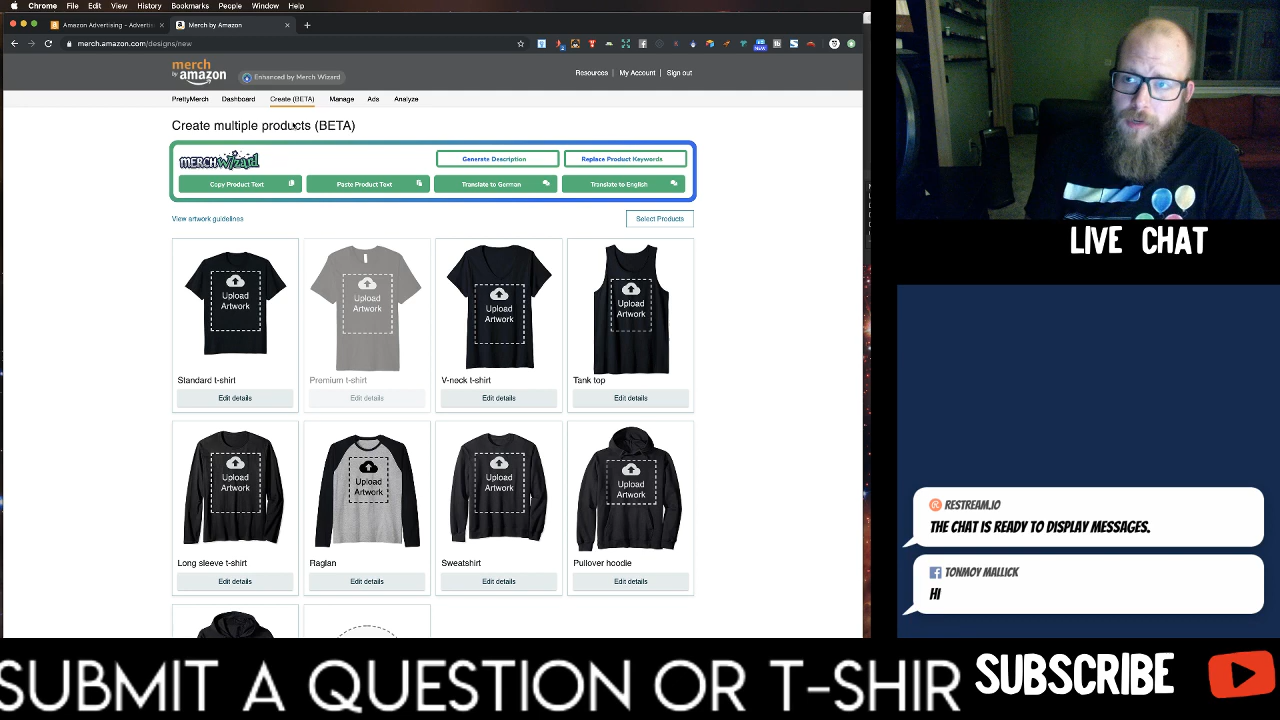 Chrome File Edit View History Bookmarks People Window Help
Amazon Advertising - Advertis
Merch by Amazon
merch.amazon.com/designs/new
merch
by amazon
Enhanced by Merch Wizard
Resources
My Account
Sign out
PrettyMerch Dashboard Create (BETA) Manage Ads Analyze
Create multiple products (BETA)
MERCH WIZARD
Generate Description
Replace Product Keywords
Copy Product Text
Paste Product Text
Translate to German
Translate to English
View artwork guidelines
Select Products
Upload
Artwork
Upload
Artwork
Upload
Artwork
Upload
Artwork
Standard t-shirt
Premium t-shirt
V-neck t-shirt
Tank top
Edit details
Edit details
Edit details
Edit details
Upload
Artwork
Upload
Artwork
Upload
Artwork
Upload
Artwork
Long sleeve t-shirt
Raglan
Sweatshirt
Pullover hoodie
Edit details
Edit details
Edit details
Edit details
LIVE CHAT
RESTREAM.IO
THE CHAT IS READY TO DISPLAY MESSAGES.
TONMOY MALLICK
HI
SUBMIT A QUESTION OR T-SHIR
SUBSCRIBE